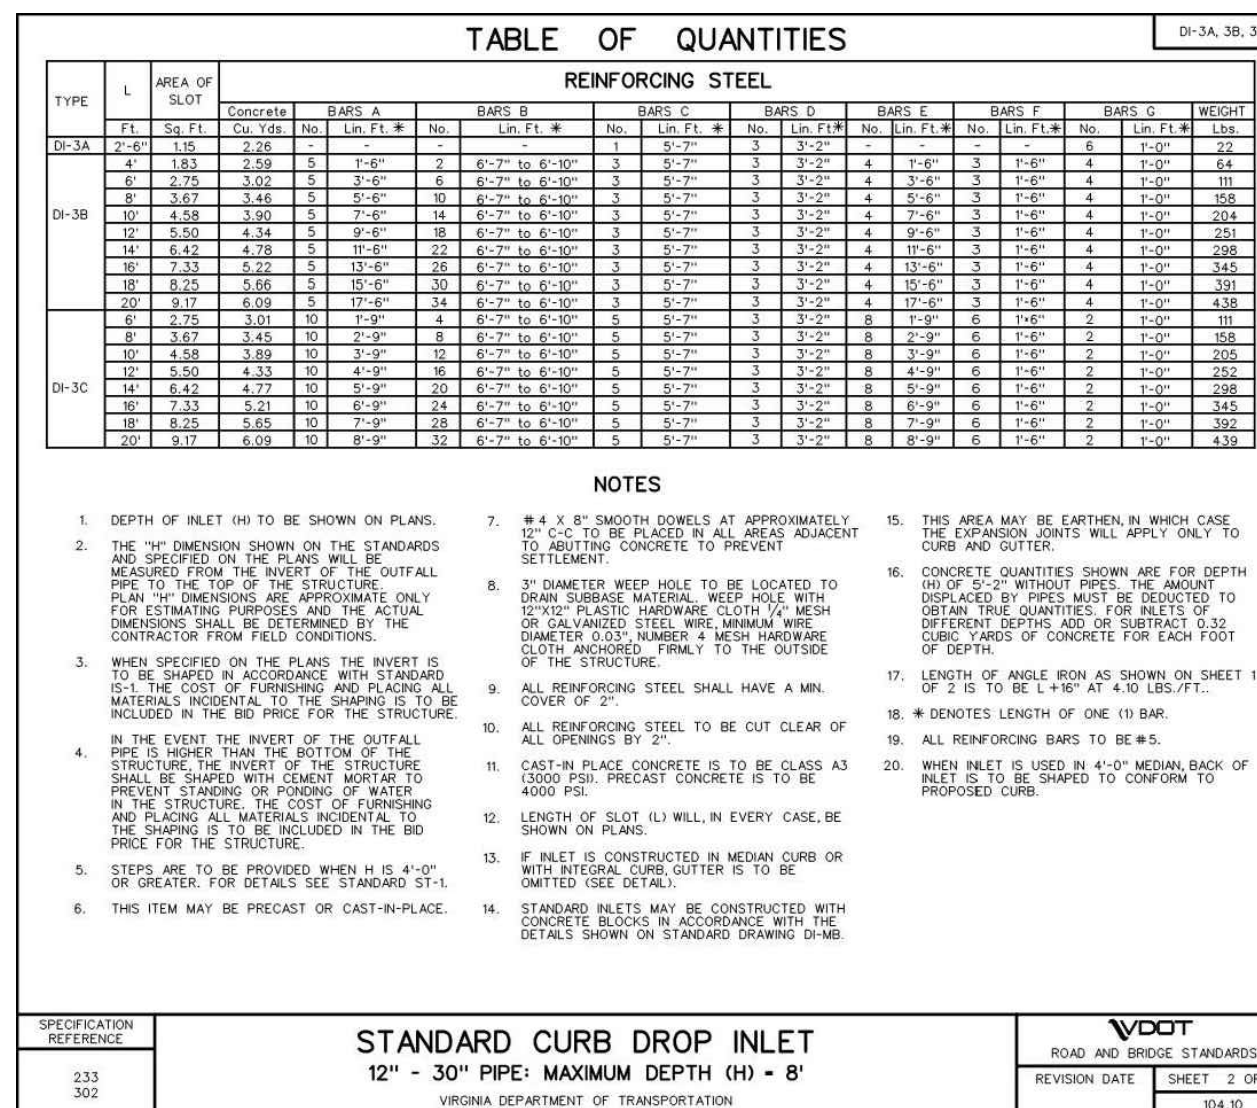 TABLE OF QUANTITIES
DI-3A, 3B, 3
TYPE L AREA OF SLOT REINFORCING STEEL
Concrete BARS A BARS B BARS C BARS D BARS E BARS F BARS G WEIGHT
Ft. Sq. Ft. Cu. Yds. No. Lin. Ft. * No. Lin. Ft. * No. Lin. Ft. * No. Lin. Ft* No. Lin. Ft.* No. Lin. Ft.* No. Lin. Ft.* Lbs.
DI-3A 2'-6" 1.15 2.26 - - - - 1 5'-7" 3 3'-2" - - - - 6 1'-0" 22
4' 1.83 2.59 5 1'-6" 2 6'-7" to 6'-10" 3 5'-7" 3 3'-2" 4 1'-6" 3 1'-6" 4 1'-0" 64
6' 2.75 3.02 5 3'-6" 6 6'-7" to 6'-10" 3 5'-7" 3 3'-2" 4 3'-6" 3 1'-6" 4 1'-0" 111
8' 3.67 3.46 5 5'-6" 10 6'-7" to 6'-10" 3 5'-7" 3 3'-2" 4 5'-6" 3 1'-6" 4 1'-0" 158
DI-3B 10' 4.58 3.90 5 7'-6" 14 6'-7" to 6'-10" 3 5'-7" 3 3'-2" 4 7'-6" 3 1'-6" 4 1'-0" 204
12' 5.50 4.34 5 9'-6" 18 6'-7" to 6'-10" 3 5'-7" 3 3'-2" 4 9'-6" 3 1'-6" 4 1'-0" 251
14' 6.42 4.78 5 11'-6" 22 6'-7" to 6'-10" 3 5'-7" 3 3'-2" 4 11'-6" 3 1'-6" 4 1'-0" 298
16' 7.33 5.22 5 13'-6" 26 6'-7" to 6'-10" 3 5'-7" 3 3'-2" 4 13'-6" 3 1'-6" 4 1'-0" 345
18' 8.25 5.66 5 15'-6" 30 6'-7" to 6'-10" 3 5'-7" 3 3'-2" 4 15'-6" 3 1'-6" 4 1'-0" 391
20' 9.17 6.09 5 17'-6" 34 6'-7" to 6'-10" 3 5'-7" 3 3'-2" 4 17'-6" 3 1'-6" 4 1'-0" 438
6' 2.75 3.01 10 1'-9" 4 6'-7" to 6'-10" 5 5'-7" 3 3'-2" 8 1'-9" 6 1'×6" 2 1'-0" 111
8' 3.67 3.45 10 2'-9" 8 6'-7" to 6'-10" 5 5'-7" 3 3'-2" 8 2'-9" 6 1'-6" 2 1'-0" 158
10' 4.58 3.89 10 3'-9" 12 6'-7" to 6'-10" 5 5'-7" 3 3'-2" 8 3'-9" 6 1'-6" 2 1'-0" 205
12' 5.50 4.33 10 4'-9" 16 6'-7" to 6'-10" 5 5'-7" 3 3'-2" 8 4'-9" 6 1'-6" 2 1'-0" 252
DI-3C 14' 6.42 4.77 10 5'-9" 20 6'-7" to 6'-10" 5 5'-7" 3 3'-2" 8 5'-9" 6 1'-6" 2 1'-0" 298
16' 7.33 5.21 10 6'-9" 24 6'-7" to 6'-10" 5 5'-7" 3 3'-2" 8 6'-9" 6 1'-6" 2 1'-0" 345
18' 8.25 5.65 10 7'-9" 28 6'-7" to 6'-10" 5 5'-7" 3 3'-2" 8 7'-9" 6 1'-6" 2 1'-0" 392
20' 9.17 6.09 10 8'-9" 32 6'-7" to 6'-10" 5 5'-7" 3 3'-2" 8 8'-9" 6 1'-6" 2 1'-0" 439
NOTES
1. DEPTH OF INLET (H) TO BE SHOWN ON PLANS.
2. THE "H" DIMENSION SHOWN ON THE STANDARDS
AND SPECIFIED ON THE PLANS WILL BE
MEASURED FROM THE INVERT OF THE OUTFALL
PIPE TO THE TOP OF THE STRUCTURE.
PLAN "H" DIMENSIONS ARE APPROXIMATE ONLY
FOR ESTIMATING PURPOSES AND THE ACTUAL
DIMENSIONS SHALL BE DETERMINED BY THE
CONTRACTOR FROM FIELD CONDITIONS.
3. WHEN SPECIFIED ON THE PLANS THE INVERT IS
TO BE SHAPED IN ACCORDANCE WITH STANDARD
IS-1. THE COST OF FURNISHING AND PLACING ALL
MATERIALS INCIDENTAL TO THE SHAPING IS TO BE
INCLUDED IN THE BID PRICE FOR THE STRUCTURE.
IN THE EVENT THE INVERT OF THE OUTFALL
4. PIPE IS HIGHER THAN THE BOTTOM OF THE
STRUCTURE, THE INVERT OF THE STRUCTURE
SHALL BE SHAPED WITH CEMENT MORTAR TO
PREVENT STANDING OR PONDING OF WATER
IN THE STRUCTURE. THE COST OF FURNISHING
AND PLACING ALL MATERIALS INCIDENTAL TO
THE SHAPING IS TO BE INCLUDED IN THE BID
PRICE FOR THE STRUCTURE.
5. STEPS ARE TO BE PROVIDED WHEN H IS 4'-0"
OR GREATER. FOR DETAILS SEE STANDARD ST-1.
6. THIS ITEM MAY BE PRECAST OR CAST-IN-PLACE.
7. #4 X 8" SMOOTH DOWELS AT APPROXIMATELY
12" C-C TO BE PLACED IN ALL AREAS ADJACENT
TO ABUTTING CONCRETE TO PREVENT
SETTLEMENT.
8. 3" DIAMETER WEEP HOLE TO BE LOCATED TO
DRAIN SUBBASE MATERIAL. WEEP HOLE WITH
12"X12" PLASTIC HARDWARE CLOTH 1/4" MESH
OR GALVANIZED STEEL WIRE, MINIMUM WIRE
DIAMETER 0.03", NUMBER 4 MESH HARDWARE
CLOTH ANCHORED FIRMLY TO THE OUTSIDE
OF THE STRUCTURE.
9. ALL REINFORCING STEEL SHALL HAVE A MIN.
COVER OF 2".
10. ALL REINFORCING STEEL TO BE CUT CLEAR OF
ALL OPENINGS BY 2".
11. CAST-IN PLACE CONCRETE IS TO BE CLASS A3
(3000 PSI). PRECAST CONCRETE IS TO BE
4000 PSI.
12. LENGTH OF SLOT (L) WILL, IN EVERY CASE, BE
SHOWN ON PLANS.
13. IF INLET IS CONSTRUCTED IN MEDIAN CURB OR
WITH INTEGRAL CURB, GUTTER IS TO BE
OMITTED (SEE DETAIL).
14. STANDARD INLETS MAY BE CONSTRUCTED WITH
CONCRETE BLOCKS IN ACCORDANCE WITH THE
DETAILS SHOWN ON STANDARD DRAWING DI-MB.
15. THIS AREA MAY BE EARTHEN, IN WHICH CASE
THE EXPANSION JOINTS WILL APPLY ONLY TO
CURB AND GUTTER.
16. CONCRETE QUANTITIES SHOWN ARE FOR DEPTH
(H) OF 5'-2" WITHOUT PIPES. THE AMOUNT
DISPLACED BY PIPES MUST BE DEDUCTED TO
OBTAIN TRUE QUANTITIES. FOR INLETS OF
DIFFERENT DEPTHS ADD OR SUBTRACT 0.32
CUBIC YARDS OF CONCRETE FOR EACH FOOT
OF DEPTH.
17. LENGTH OF ANGLE IRON AS SHOWN ON SHEET 1
OF 2 IS TO BE L +16" AT 4.10 LBS./FT..
18. * DENOTES LENGTH OF ONE (1) BAR.
19. ALL REINFORCING BARS TO BE #5.
20. WHEN INLET IS USED IN 4'-0" MEDIAN, BACK OF
INLET IS TO BE SHAPED TO CONFORM TO
PROPOSED CURB.
SPECIFICATION
REFERENCE
233
302
STANDARD CURB DROP INLET
12" - 30" PIPE: MAXIMUM DEPTH (H) = 8'
VIRGINIA DEPARTMENT OF TRANSPORTATION
VDOT
ROAD AND BRIDGE STANDARDS
REVISION DATE
SHEET 2 OF
104.10